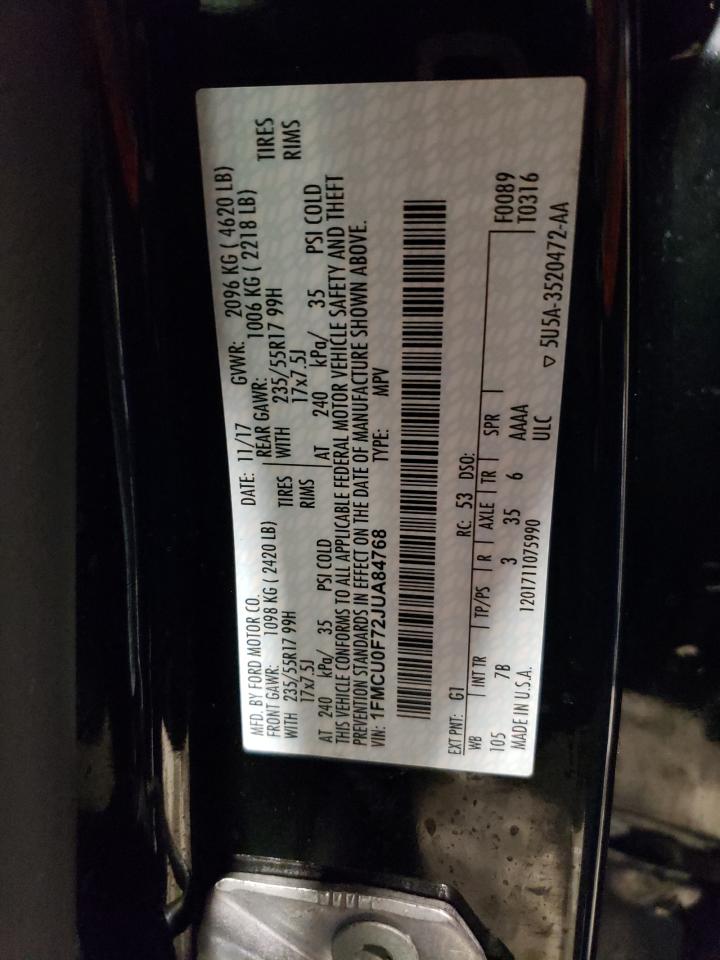 MFD. BY FORD MOTOR CO. DATE: 11/17 GVWR: 2096 KG ( 4620 LB)
FRONT GAWR: 1098 KG ( 2420 LB) REAR GAWR: 1006 KG ( 2218 LB)
WITH 235/55R17 99H TIRES WITH 235/55R17 99H TIRES
17x7.5J RIMS 17x7.5J RIMS
AT 240 kPa/ 35 PSI COLD AT 240 kPa/ 35 PSI COLD
THIS VEHICLE CONFORMS TO ALL APPLICABLE FEDERAL MOTOR VEHICLE SAFETY AND THEFT
PREVENTION STANDARDS IN EFFECT ON THE DATE OF MANUFACTURE SHOWN ABOVE.
VIN: 1FMCU0F72JUA84768 TYPE: MPV
EXT PNT: G1 RC: 53 DSO:
WB INT TR TP/PS R AXLE TR SPR F0089
105 7B 3 35 6 AAAA T0316
MADE IN U.S.A. 1201711075990 ULC ▽ 5U5A-3520472-AA